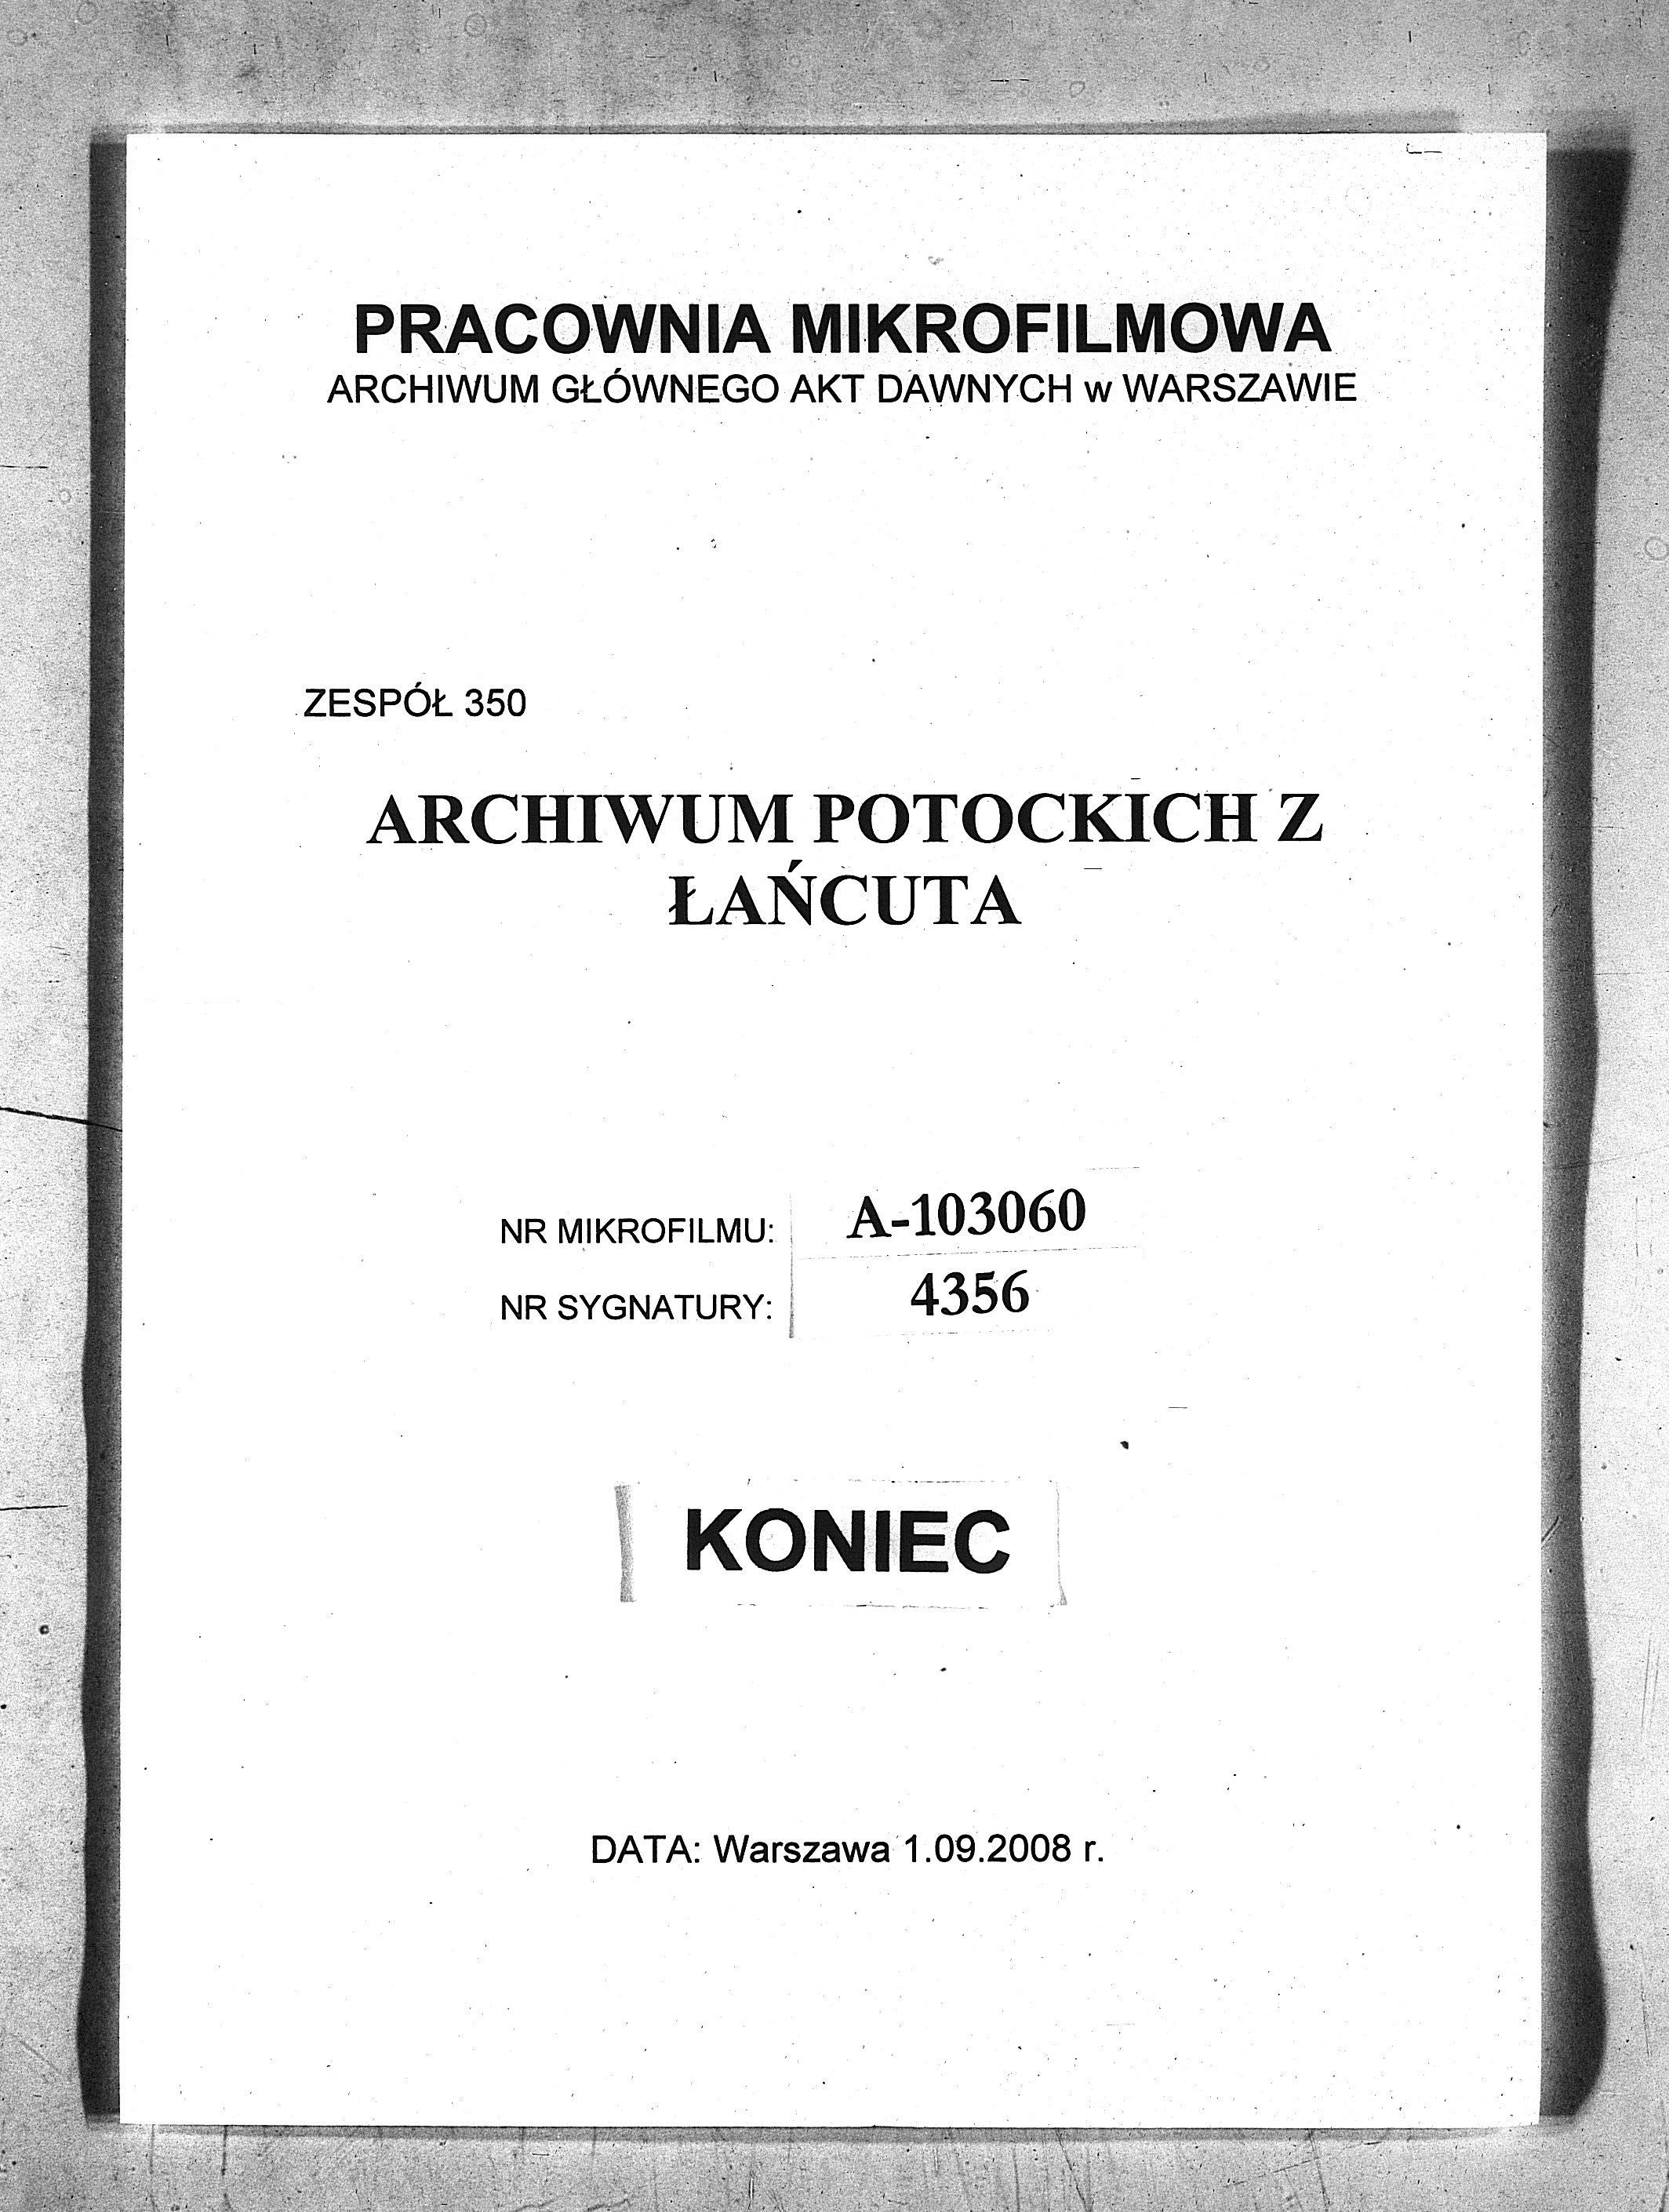 PRACOWNIA MIKROFILMOWA
ARCHIWUM GŁÓWNEGO AKT DAWNYCH w WARSZAWIE
ZESPÓŁ 350
ARCHIWUM POTOCKICH Z
ŁAŃCUTA
NR MIKROFILMU: A-103060
NR SYGNATURY: 4356
KONIEC
DATA: Warszawa 1.09.2008 r.